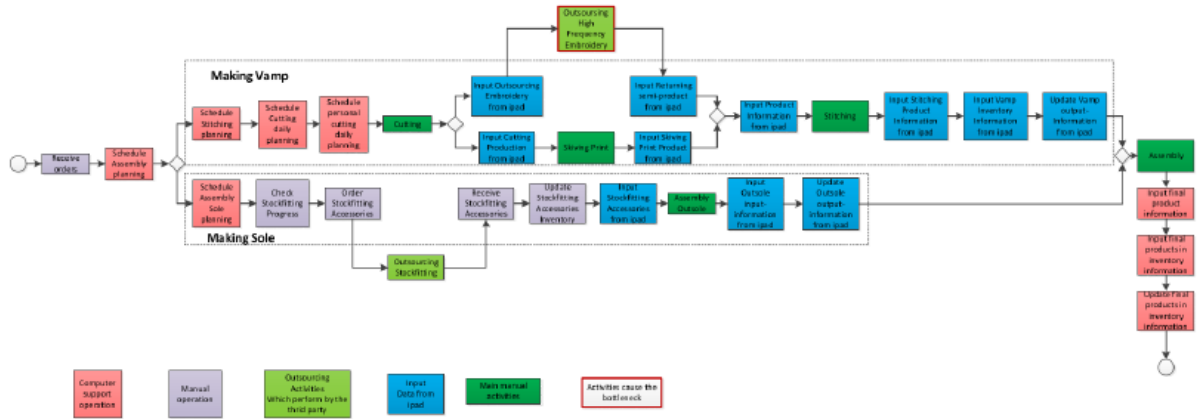 Outsoursing
High
Frequency
Embroidery
Making Vamp
Schedule
Stitching
planning
Schedule
Cutting
daily
planning
Schedule
personal
cutting
daily
planning
Cutting
Input Outsoursing
Embroidery
from ipad
Input Returning
semi-product
from ipad
Input Cutting
Production
from ipad
Skiving Print
Input Skiving
Print Product
from ipad
Input Product
Information
from ipad
Stitching
Input Stitching
Product
Information
from ipad
Input Vamp
Inventory
Information
from ipad
Update Vamp
output-
Information
from ipad
Receive
orders
Schedule
Assembly
planning
Assembly
Schedule
Assembly
Sole
planning
Check
Stockfitting
Progress
Order
Stockfitting
Accessories
Receive
Stockfitting
Accessories
Update
Stockfitting
Accessories
Inventory
Input
Stockfitting
Accessories
from ipad
Assembly
Outsole
Input
Outsole
input-
information
from ipad
Update
Outsole
output-
information
from ipad
Making Sole
Outsourcing
Stockfitting
Input final
product
information
Input final
products in
inventory
information
Update final
products in
inventory
information
Computer
support
operation
Manual
operation
Outsourcing
Activities
Which perform by the
third party
Input
Data from
ipad
Main manual
activities
Activities cause the
bottleneck